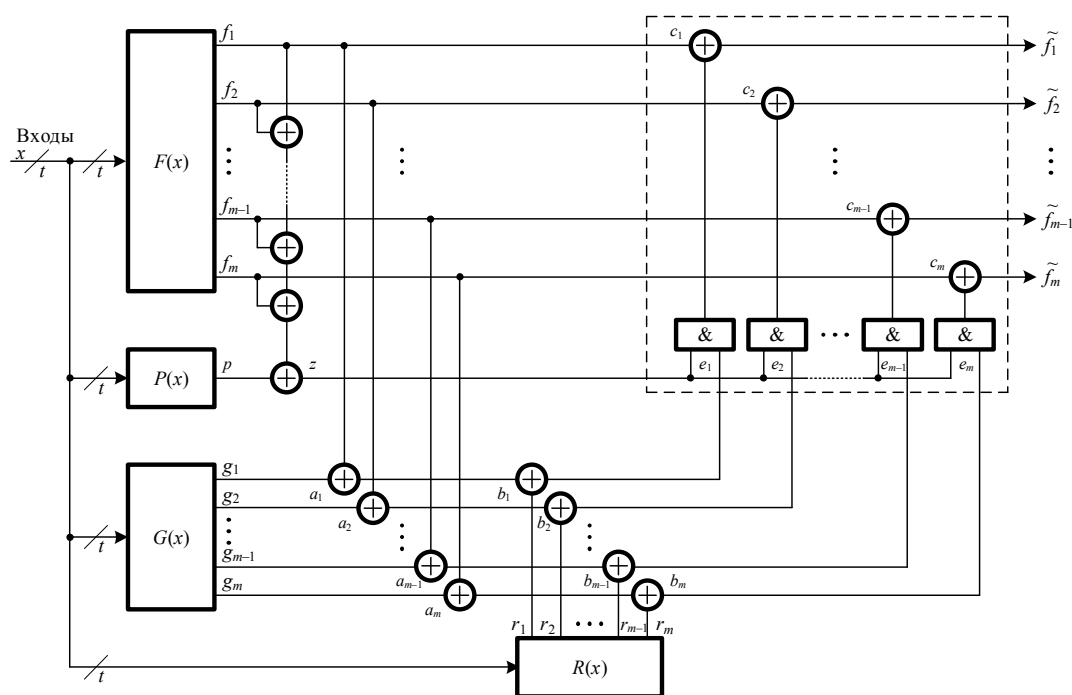 f₁ c₁ f̃₁
f₂ c₂ f̃₂
Входы
x t t F(x)
fₘ₋₁ cₘ₋₁ f̃ₘ₋₁
fₘ cₘ f̃ₘ
& & & &
t P(x) p z e₁ e₂ eₘ₋₁ eₘ
g₁ a₁ b₁
g₂ a₂ b₂
t G(x)
gₘ₋₁ aₘ₋₁ bₘ₋₁
gₘ aₘ bₘ
r₁ r₂ rₘ₋₁ rₘ
t R(x)